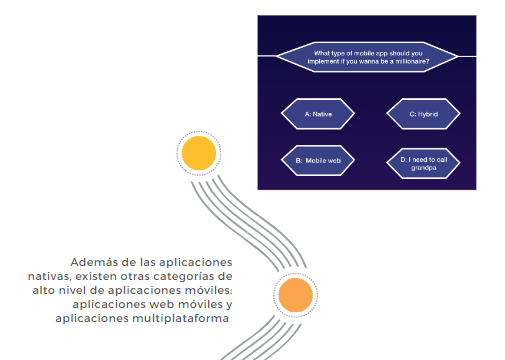 What type of mobile app should you
implement if you wanna be a millionaire?
A: Native
C: Hybrid
B: Mobile web
D: I need to call
grandpa
Además de las aplicaciones
nativas, existen otras categorías de
alto nivel de aplicaciones móviles:
aplicaciones web móviles y
aplicaciones multiplataforma